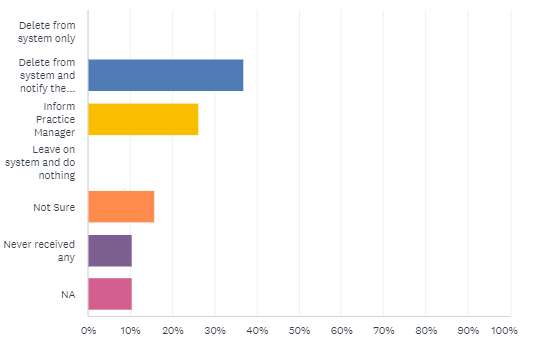 Delete from
system only
Delete from
system and
notify the...
Inform
Practice
Manager
Leave on
system and do
nothing
Not Sure
Never received
any
NA
0% 10% 20% 30% 40% 50% 60% 70% 80% 90% 100%